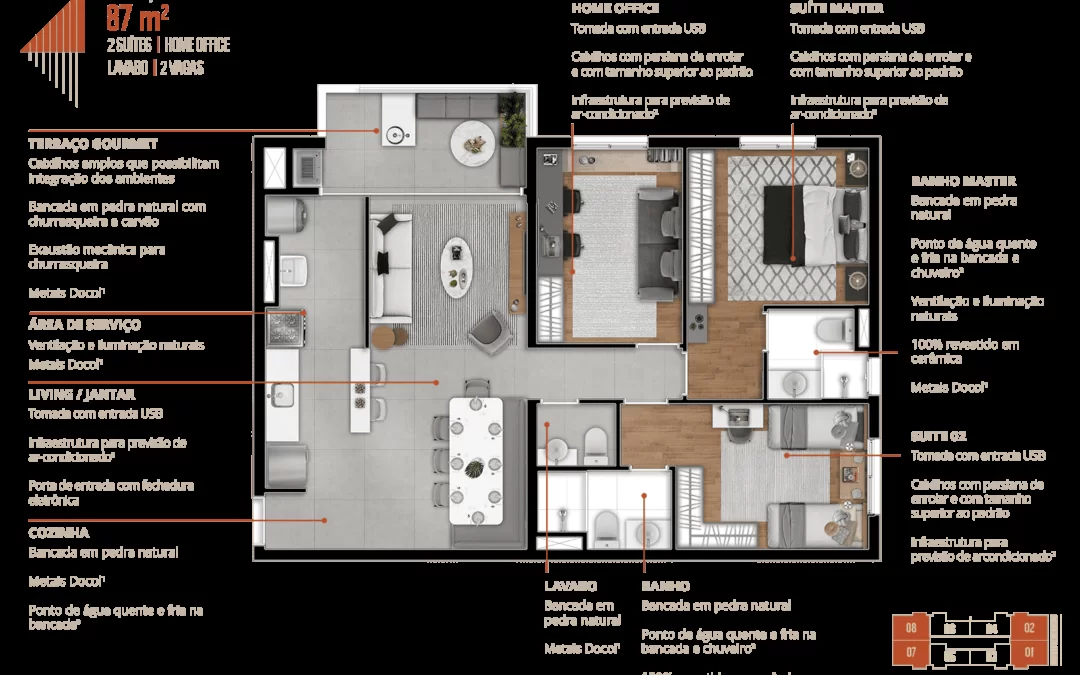 87 m²
2 SUÍTES | HOME OFFICE
LAVABO | 2 VAGAS
TERRAÇO GOURMET
Caixilhos amplos que possibilitam
integração dos ambientes
Bancada em pedra natural com
churrasqueira a carvão
Exaustão mecânica para
churrasqueira
Metais Docol¹
ÁREA DE SERVIÇO
Ventilação e iluminação naturais
Metais Docol¹
LIVING / JANTAR
Tomada com entrada USB
Infraestrutura para previsão de
ar-condicionado²
Porta de entrada com fechadura
eletrônica
COZINHA
Bancada em pedra natural
Metais Docol¹
Ponto de água quente e fria na
bancada³
HOME OFFICE
Tomada com entrada USB
Caixilhos com persiana de enrolar
e com tamanho superior ao padrão
Infraestrutura para previsão de
ar-condicionado²
SUÍTE MASTER
Tomada com entrada USB
Caixilhos com persiana de enrolar e
com tamanho superior ao padrão
Infraestrutura para previsão de
ar-condicionado²
BANHO MASTER
Bancada em pedra
natural
Ponto de água quente
e fria na bancada e
chuveiro³
Ventilação e iluminação
naturais
100% revestido em
cerâmica
Metais Docol¹
SUÍTE 02
Tomada com entrada USB
Caixilhos com persiana de
enrolar e com tamanho
superior ao padrão
Infraestrutura para
previsão de arcondicionado²
LAVABO
Bancada em
pedra natural
Metais Docol¹
BANHO
Bancada em pedra natural
Ponto de água quente e fria na
bancada e chuveiro³
08
02
07
01